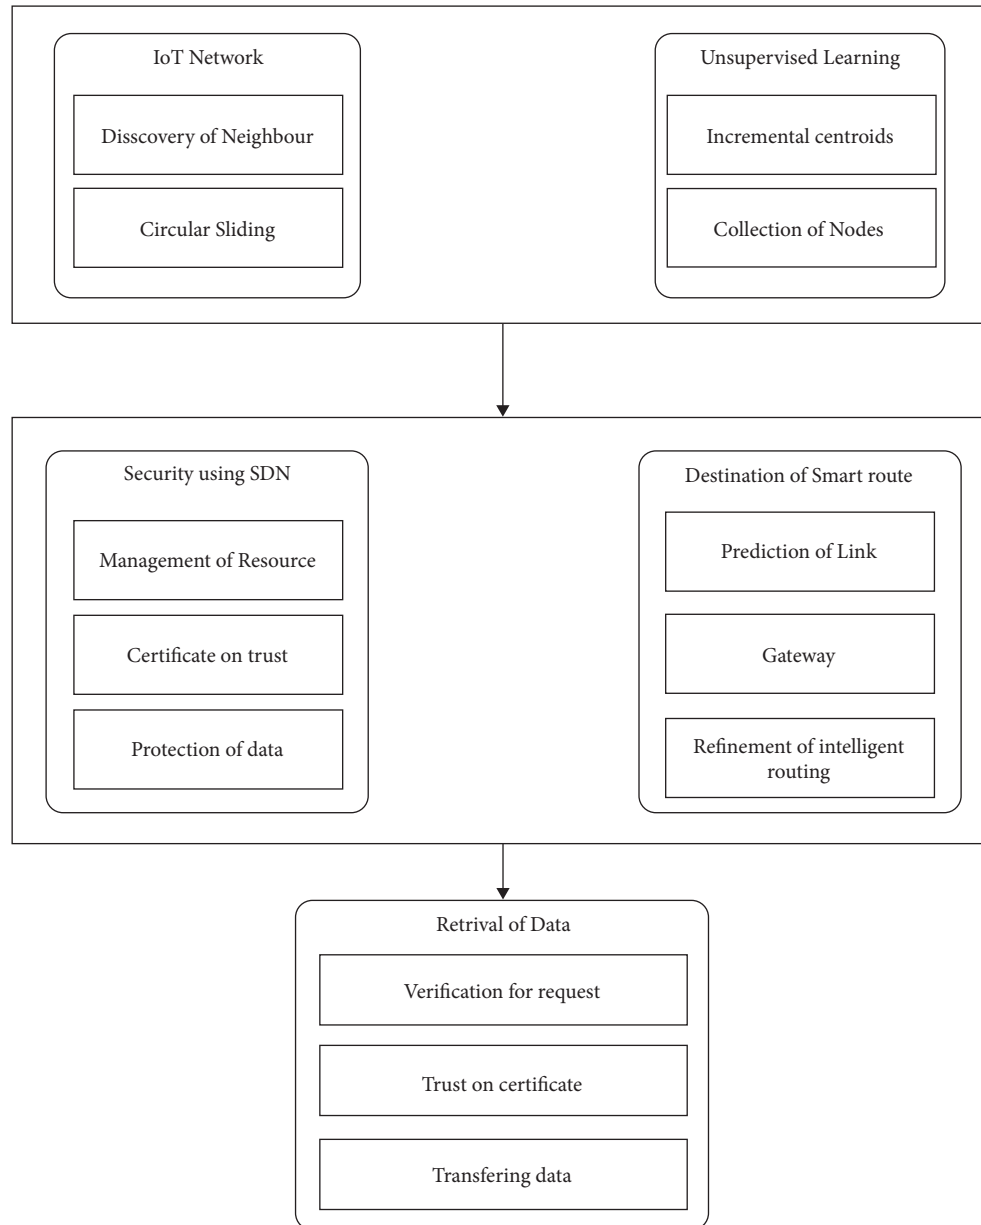 IoT Network
Disscovery of Neighbour
Circular Sliding
Unsupervised Learning
Incremental centroids
Collection of Nodes
Security using SDN
Management of Resource
Certificate on trust
Protection of data
Destination of Smart route
Prediction of Link
Gateway
Refinement of intelligent
routing
Retrival of Data
Verification for request
Trust on certificate
Transfering data